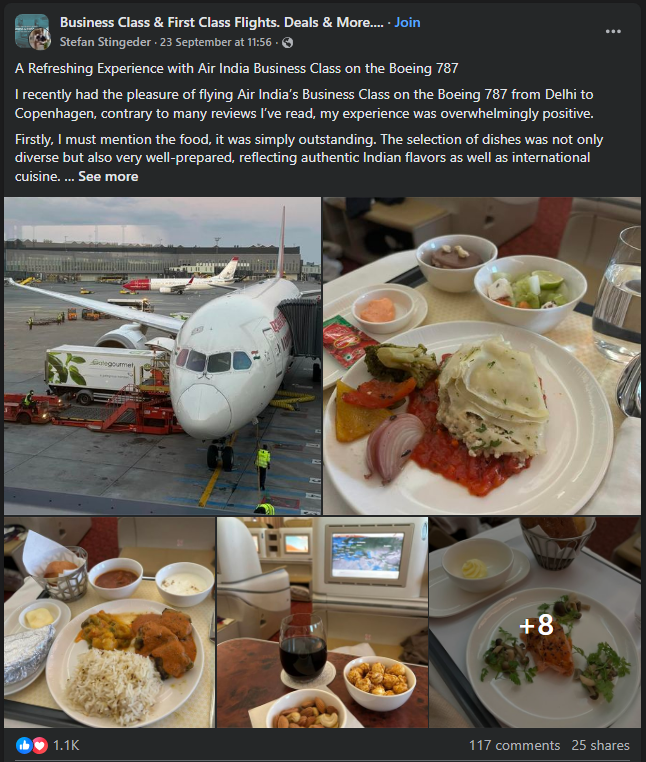 Business Class & First Class Flights. Deals & More.... · Join
Stefan Stingeder · 23 September at 11:56 ·
A Refreshing Experience with Air India Business Class on the Boeing 787
I recently had the pleasure of flying Air India's Business Class on the Boeing 787 from Delhi to
Copenhagen, contrary to many reviews I've read, my experience was overwhelmingly positive.
Firstly, I must mention the food, it was simply outstanding. The selection of dishes was not only
diverse but also very well-prepared, reflecting authentic Indian flavors as well as international
cuisine. ... See more
gategourmet
+8
1.1K
117 comments 25 shares